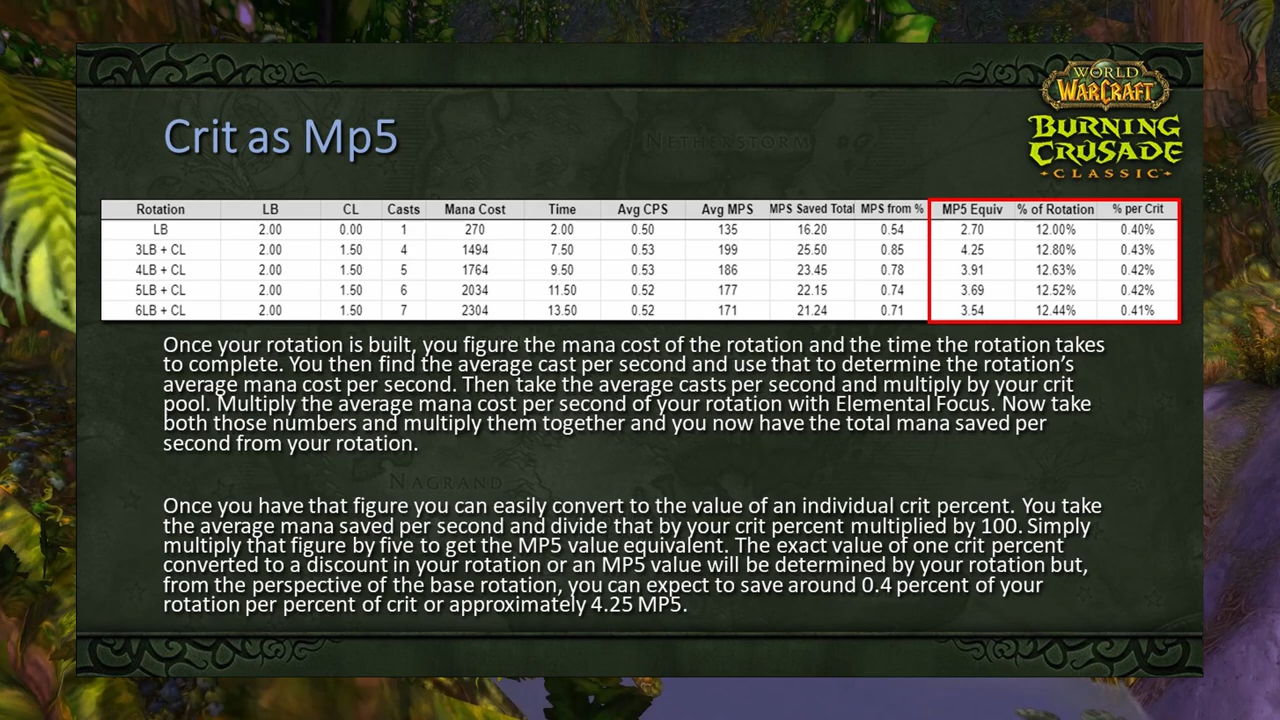 WORLD
WARCRAFT
BURNING
CRUSADE
CLASSIC
Crit as Mp5
NETHERSTORM
Rotation LB CL Casts Mana Cost Time Avg CPS Avg MPS MPS Saved Total MPS from % MP5 Equiv % of Rotation % per Crit
LB 2.00 0.00 1 270 2.00 0.50 135 16.20 0.54 2.70 12.00% 0.40%
3LB + CL 2.00 1.50 4 1494 7.50 0.53 199 25.50 0.85 4.25 12.80% 0.43%
4LB + CL 2.00 1.50 5 1764 9.50 0.53 186 23.45 0.78 3.91 12.63% 0.42%
5LB + CL 2.00 1.50 6 2034 11.50 0.52 177 22.15 0.74 3.69 12.52% 0.42%
6LB + CL 2.00 1.50 7 2304 13.50 0.52 171 21.24 0.71 3.54 12.44% 0.41%
Once your rotation is built, you figure the mana cost of the rotation and the time the rotation takes
to complete. You then find the average cast per second and use that to determine the rotation's
average mana cost per second. Then take the average casts per second and multiply by your crit
pool. Multiply the average mana cost per second of your rotation with Elemental Focus. Now take
both those numbers and multiply them together and you now have the total mana saved per
second from your rotation.
NAGRAND
Once you have that figure you can easily convert to the value of an individual crit percent. You take
the average mana saved per second and divide that by your crit percent multiplied by 100. Simply
multiply that figure by five to get the MP5 value equivalent. The exact value of one crit percent
converted to a discount in your rotation or an MP5 value will be determined by your rotation but,
from the perspective of the base rotation, you can expect to save around 0.4 percent of your
rotation per percent of crit or approximately 4.25 MP5.